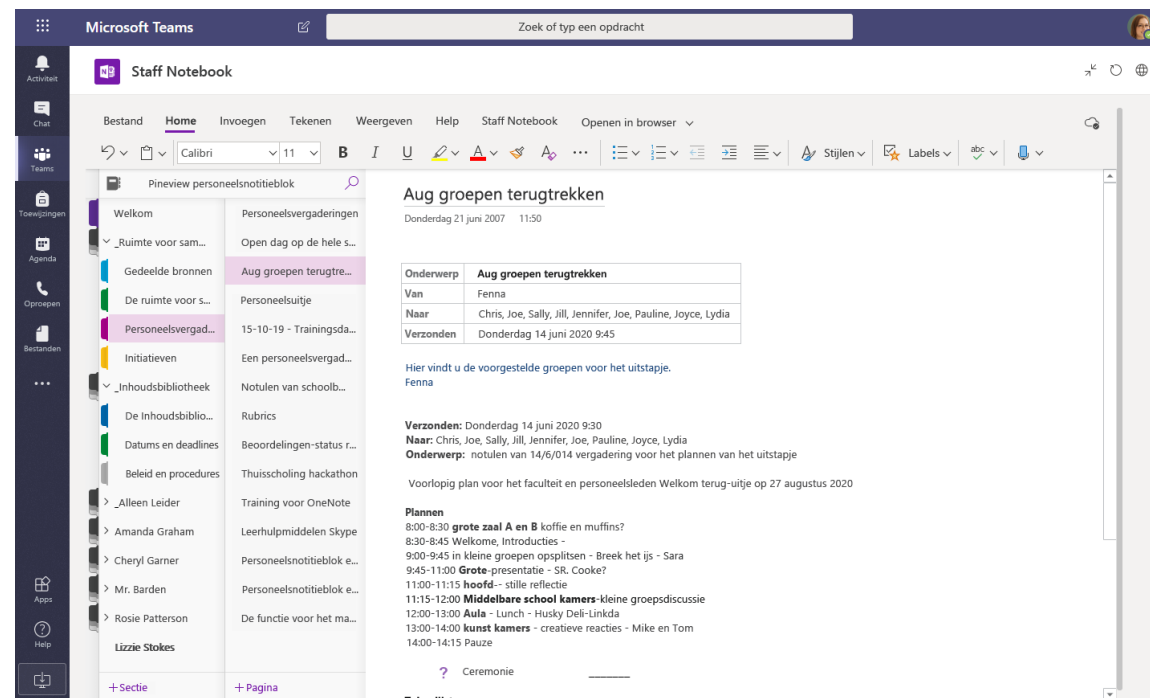 Microsoft Teams
Zoek of typ een opdracht
Activiteit
Chat
Teams
Toewijzingen
Agenda
Oproepen
Bestanden
Apps
Help
Staff Notebook
Bestand Home Invoegen Tekenen Weergeven Help Staff Notebook Openen in browser
Calibri 11 B I U A A Stijlen Labels abc
Pineview personeelsnotitieblok
Welkom
_Ruimte voor sam...
Gedeelde bronnen
De ruimte voor s...
Personeelsvergad...
Initiatieven
_Inhoudsbibliotheek
De Inhoudsbiblio...
Datums en deadlines
Beleid en procedures
_Alleen Leider
Amanda Graham
Cheryl Garner
Mr. Barden
Rosie Patterson
Lizzie Stokes
+ Sectie
Personeelsvergaderingen
Open dag op de hele s...
Aug groepen terugtre...
Personeelsuitje
15-10-19 - Trainingsda...
Een personeelsvergad...
Notulen van schoolb...
Rubrics
Beoordelingen-status r...
Thuisscholing hackathon
Training voor OneNote
Leerhulpmiddelen Skype
Personeelsnotitieblok e...
Personeelsnotitieblok e...
De functie voor het ma...
+ Pagina
Aug groepen terugtrekken
Donderdag 21 juni 2007 11:50
Onderwerp Aug groepen terugtrekken
Van Fenna
Naar Chris, Joe, Sally, Jill, Jennifer, Joe, Pauline, Joyce, Lydia
Verzonden Donderdag 14 juni 2020 9:45
Hier vindt u de voorgestelde groepen voor het uitstapje.
Fenna
Verzonden: Donderdag 14 juni 2020 9:30
Naar: Chris, Joe, Sally, Jill, Jennifer, Joe, Pauline, Joyce, Lydia
Onderwerp: notulen van 14/6/014 vergadering voor het plannen van het uitstapje
Voorlopig plan voor het faculteit en personeelsleden Welkom terug-uitje op 27 augustus 2020
Plannen
8:00-8:30 grote zaal A en B koffie en muffins?
8:30-8:45 Welkome, Introducties -
9:00-9:45 in kleine groepen opsplitsen - Breek het ijs - Sara
9:45-11:00 Grote-presentatie - SR. Cooke?
11:00-11:15 hoofd-- stille reflectie
11:15-12:00 Middelbare school kamers-kleine groepsdiscussie
12:00-13:00 Aula - Lunch - Husky Deli-Linkda
13:00-14:00 kunst kamers - creatieve reacties - Mike en Tom
14:00-14:15 Pauze
? Ceremonie _______